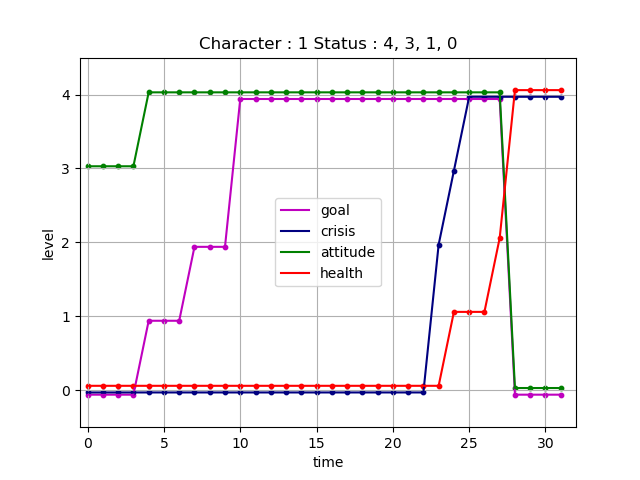 Character : 1 Status : 4, 3, 1, 0
level
4
3
2
1
0
goal
crisis
attitude
health
0 5 10 15 20 25 30
time